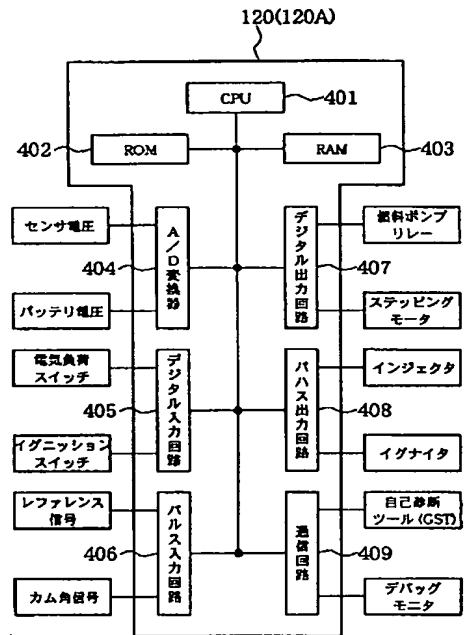 120(120A)
CPU
401
402
ROM
RAM
403
センサ電圧
A/D変換器
404
バッテリ電圧
デジタル出力回路
407
燃料ポンプ
リレー
ステッピング
モータ
電気負荷
スイッチ
デジタル入力回路
405
イグニッション
スイッチ
パハス出力回路
408
インジェクタ
イグナイタ
レファレンス
信号
パルス入力回路
406
カム角信号
通信回路
409
自己診断
ツール(GST)
デバッグ
モニタ